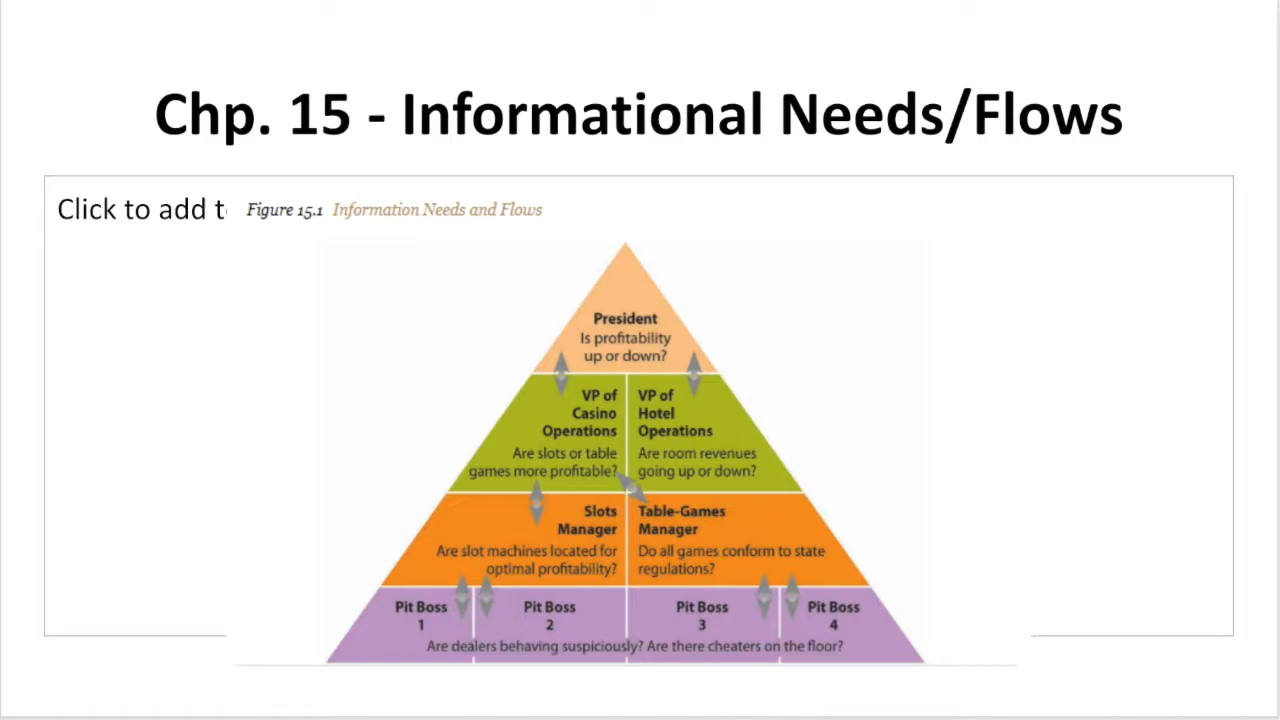 Chp. 15 - Informational Needs/Flows
Click to add t
Figure 15.1 Information Needs and Flows
President
Is profitability
up or down?
VP of
Casino
Operations
Are slots or table
games more profitable?
VP of
Hotel
Operations
Are room revenues
going up or down?
Slots
Manager
Are slot machines located for
optimal profitability?
Table-Games
Manager
Do all games conform to state
regulations?
Pit Boss
1
Pit Boss
2
Pit Boss
3
Pit Boss
4
Are dealers behaving suspiciously? Are there cheaters on the floor?